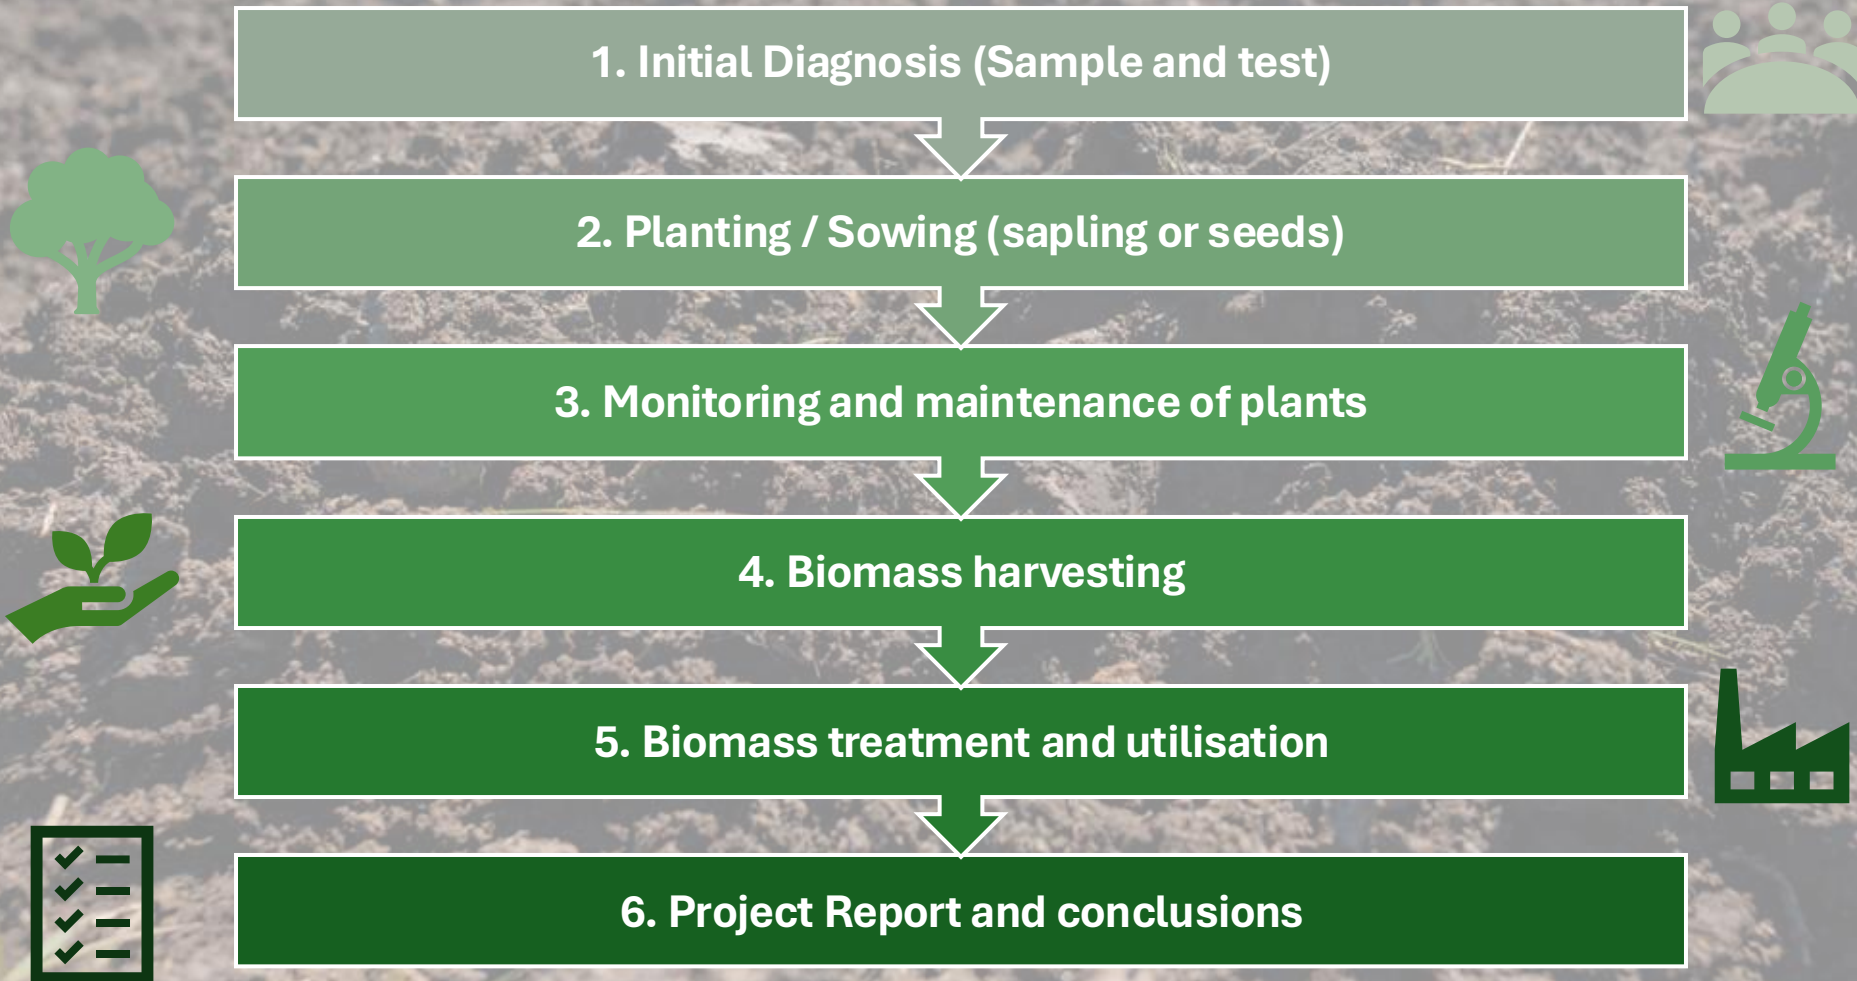 1. Initial Diagnosis (Sample and test)
2. Planting / Sowing (sapling or seeds)
3. Monitoring and maintenance of plants
4. Biomass harvesting
5. Biomass treatment and utilisation
6. Project Report and conclusions